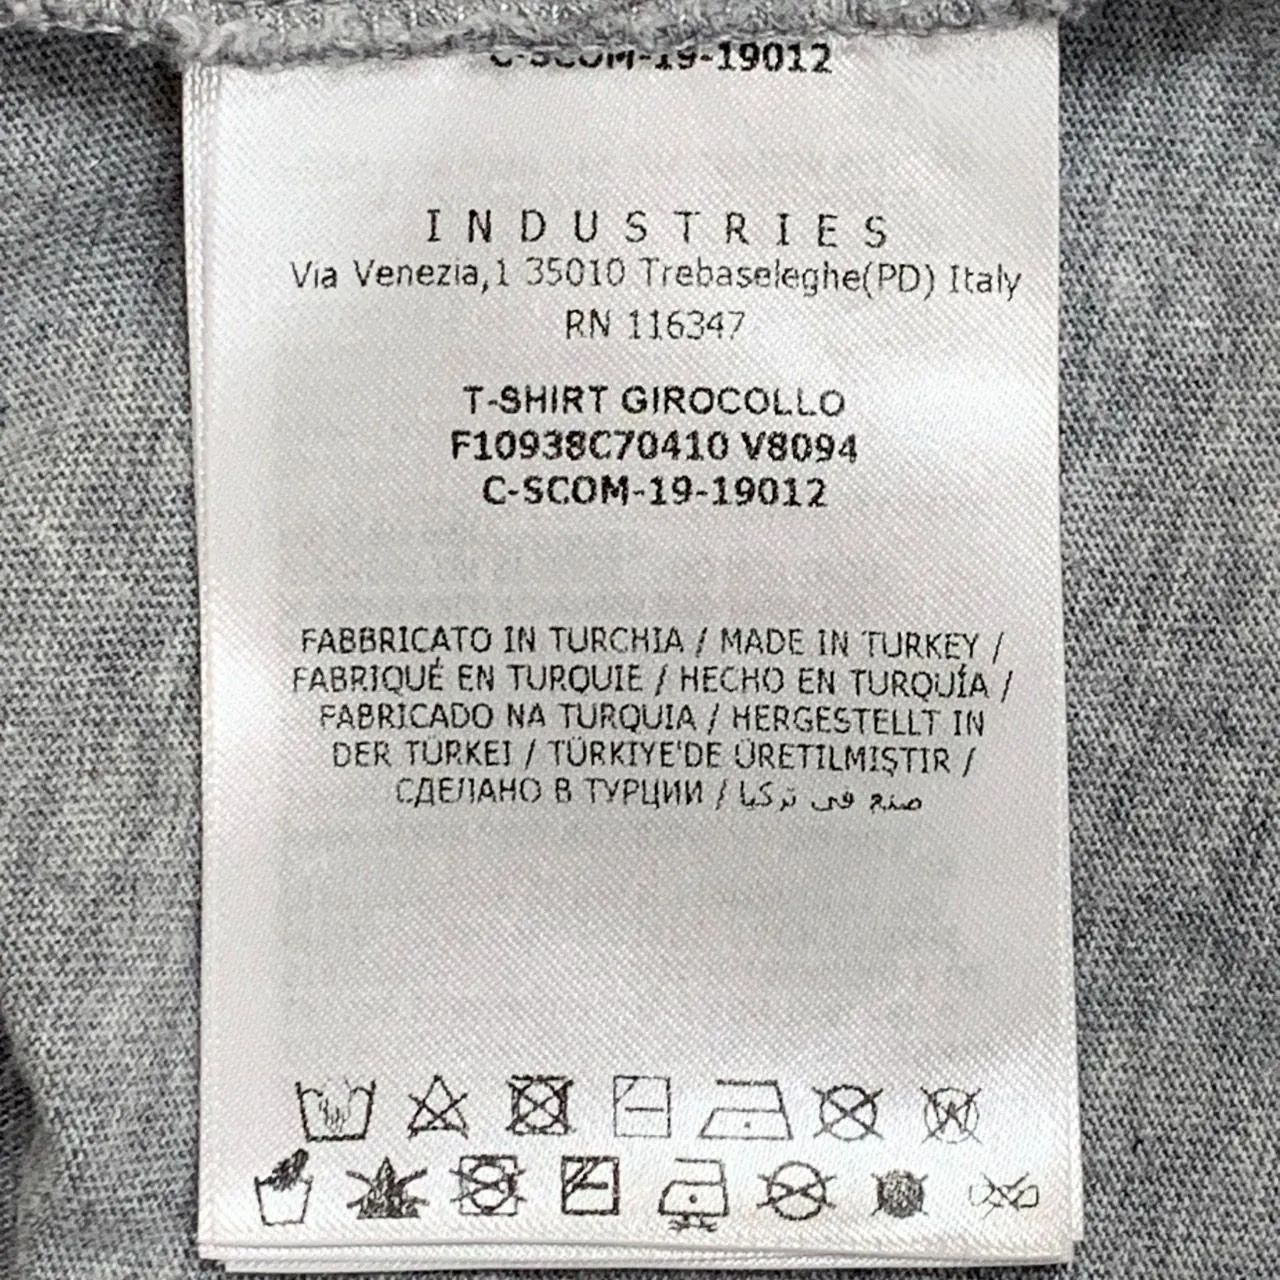 C-SCOM-19-19012
INDUSTRIES
Via Venezia,1 35010 Trebaseleghe(PD) Italy
RN 116347
T-SHIRT GIROCOLLO
F10938C70410 V8094
C-SCOM-19-19012
FABBRICATO IN TURCHIA / MADE IN TURKEY /
FABRIQUÉ EN TURQUIE / HECHO EN TURQUÍA /
FABRICADO NA TURQUIA / HERGESTELLT IN
DER TÜRKEI / TÜRKIYE'DE ÜRETILMIŞTIR /
СДЕЛАНО В ТУРЦИИ / صنع في تركيا